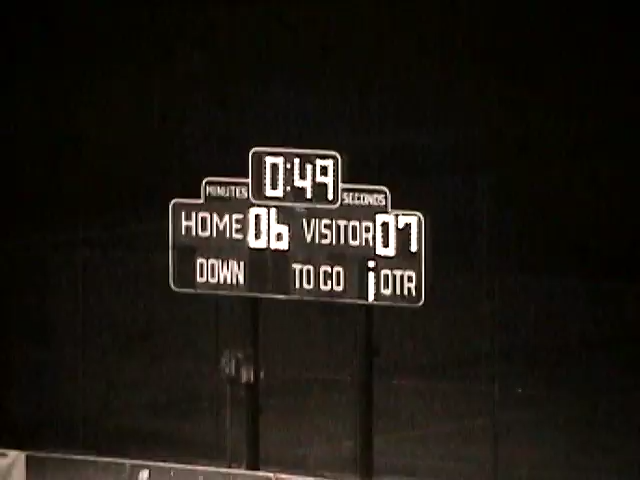 0:49
MINUTES SECONDS
HOME 06 VISITOR 07
DOWN TO GO 1 QTR